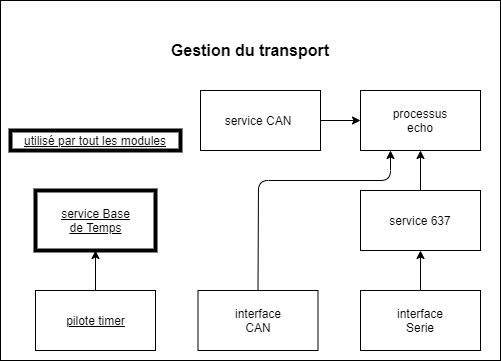 Gestion du transport
service CAN
processus
echo
utilisé par tout les modules
service Base
de Temps
service 637
pilote timer
interface
CAN
interface
Serie